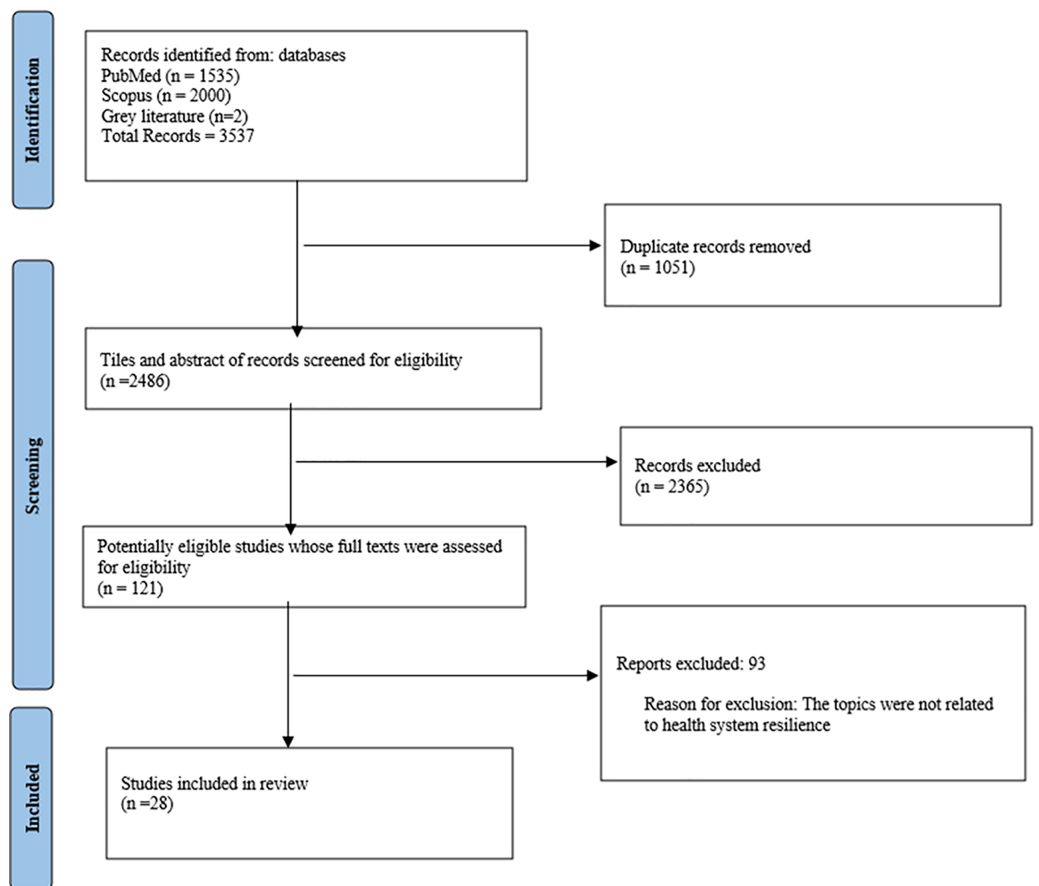 Identification
Records identified from: databases
PubMed (n = 1535)
Scopus (n = 2000)
Grey literature (n=2)
Total Records = 3537
Duplicate records removed
(n = 1051)
Screening
Tiles and abstract of records screened for eligibility
(n =2486)
Records excluded
(n = 2365)
Potentially eligible studies whose full texts were assessed
for eligibility
(n = 121)
Reports excluded: 93
Reason for exclusion: The topics were not related
to health system resilience
Included
Studies included in review
(n =28)